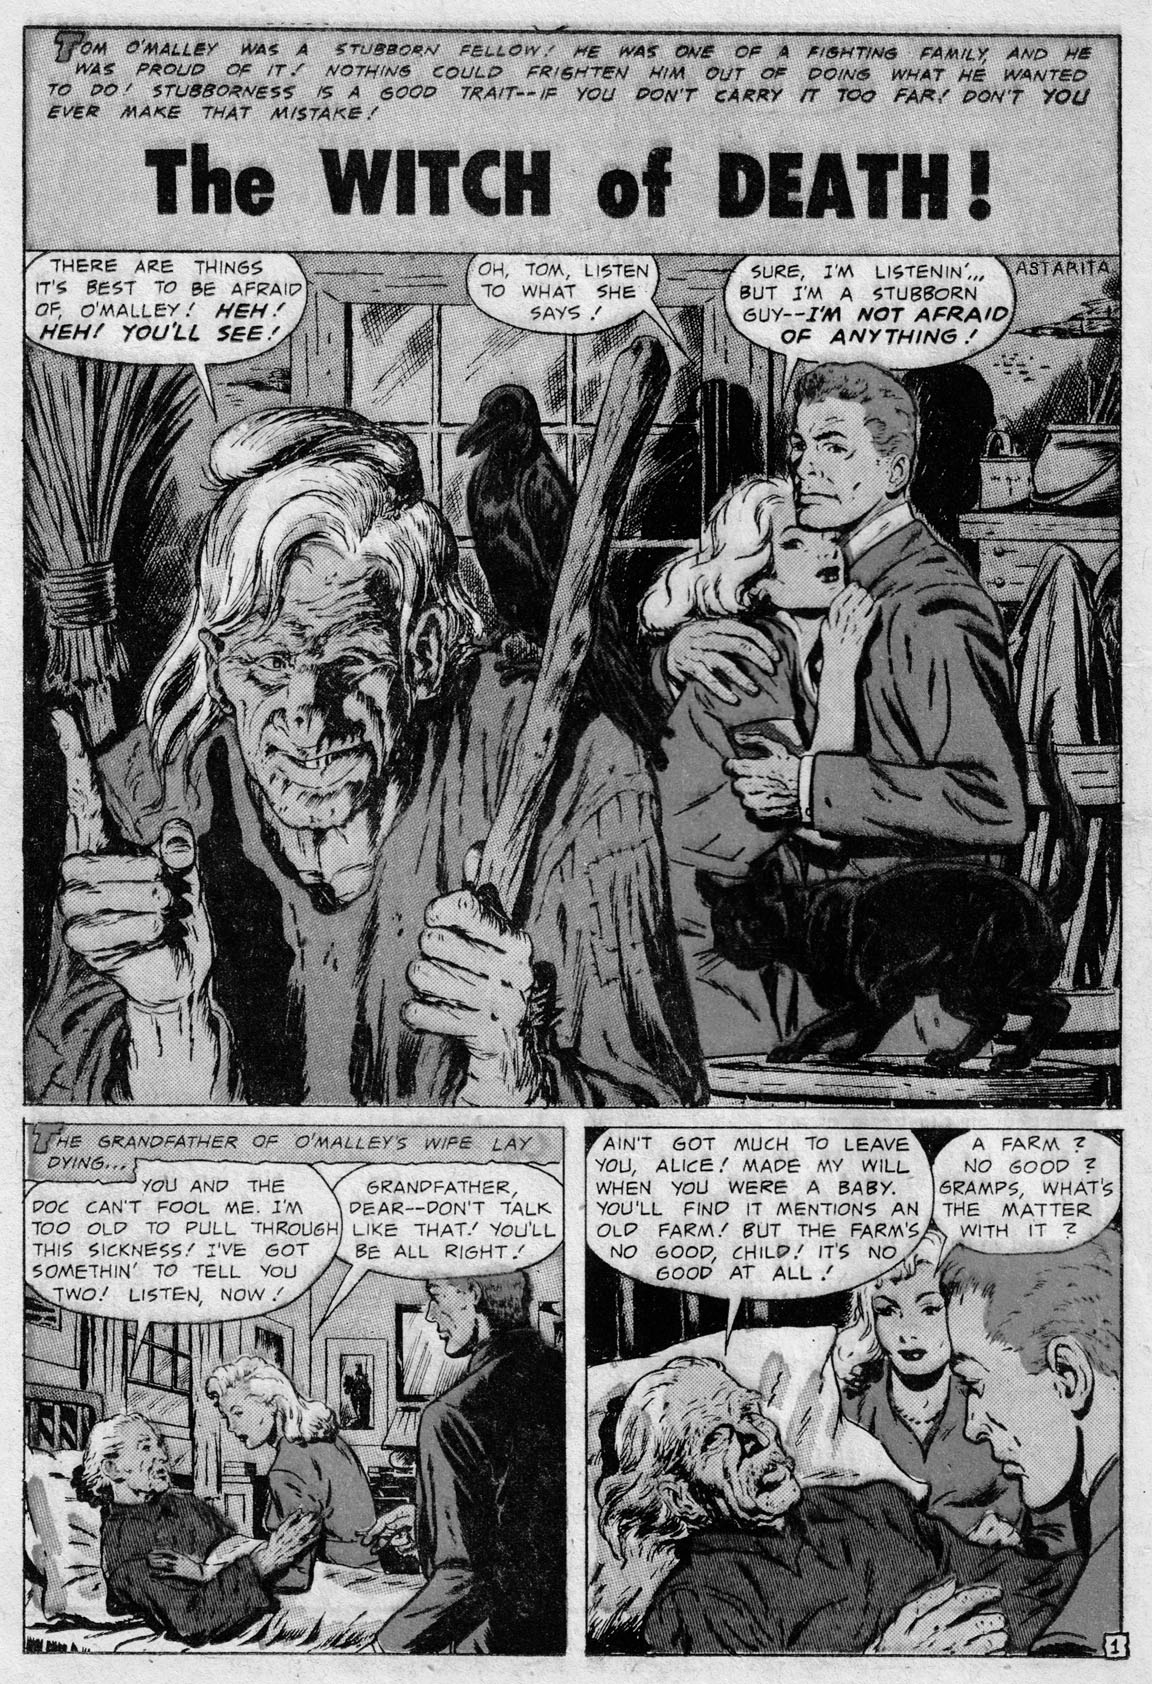 TOM O'MALLEY WAS A STUBBORN FELLOW! HE WAS ONE OF A FIGHTING FAMILY, AND HE
WAS PROUD OF IT! NOTHING COULD FRIGHTEN HIM OUT OF DOING WHAT HE WANTED
TO DO! STUBBORNESS IS A GOOD TRAIT--IF YOU DON'T CARRY IT TOO FAR! DON'T YOU
EVER MAKE THAT MISTAKE!
The WITCH of DEATH!
THERE ARE THINGS
IT'S BEST TO BE AFRAID
OF, O'MALLEY! HEH!
HEH! YOU'LL SEE!
OH, TOM, LISTEN
TO WHAT SHE
SAYS!
SURE, I'M LISTENIN'...
BUT I'M A STUBBORN
GUY--I'M NOT AFRAID
OF ANYTHING!
ASTARITA
THE GRANDFATHER OF O'MALLEY'S WIFE LAY
DYING...
YOU AND THE
DOC CAN'T FOOL ME. I'M
TOO OLD TO PULL THROUGH
THIS SICKNESS! I'VE GOT
SOMETHIN' TO TELL YOU
TWO! LISTEN, NOW!
GRANDFATHER,
DEAR--DON'T TALK
LIKE THAT! YOU'LL
BE ALL RIGHT!
AIN'T GOT MUCH TO LEAVE
YOU, ALICE! MADE MY WILL
WHEN YOU WERE A BABY.
YOU'LL FIND IT MENTIONS AN
OLD FARM! BUT THE FARM'S
NO GOOD, CHILD! IT'S NO
GOOD AT ALL!
A FARM?
NO GOOD?
GRAMPS, WHAT'S
THE MATTER
WITH IT?
1